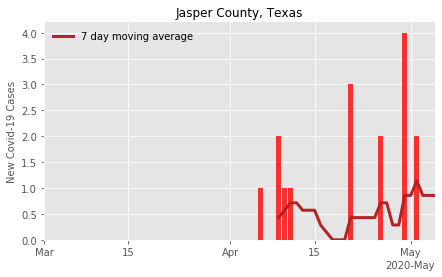 Jasper County, Texas
7 day moving average
New Covid-19 Cases
4.0
3.5
3.0
2.5
2.0
1.5
1.0
0.5
0.0
Mar 15 Apr 15 May
2020-May